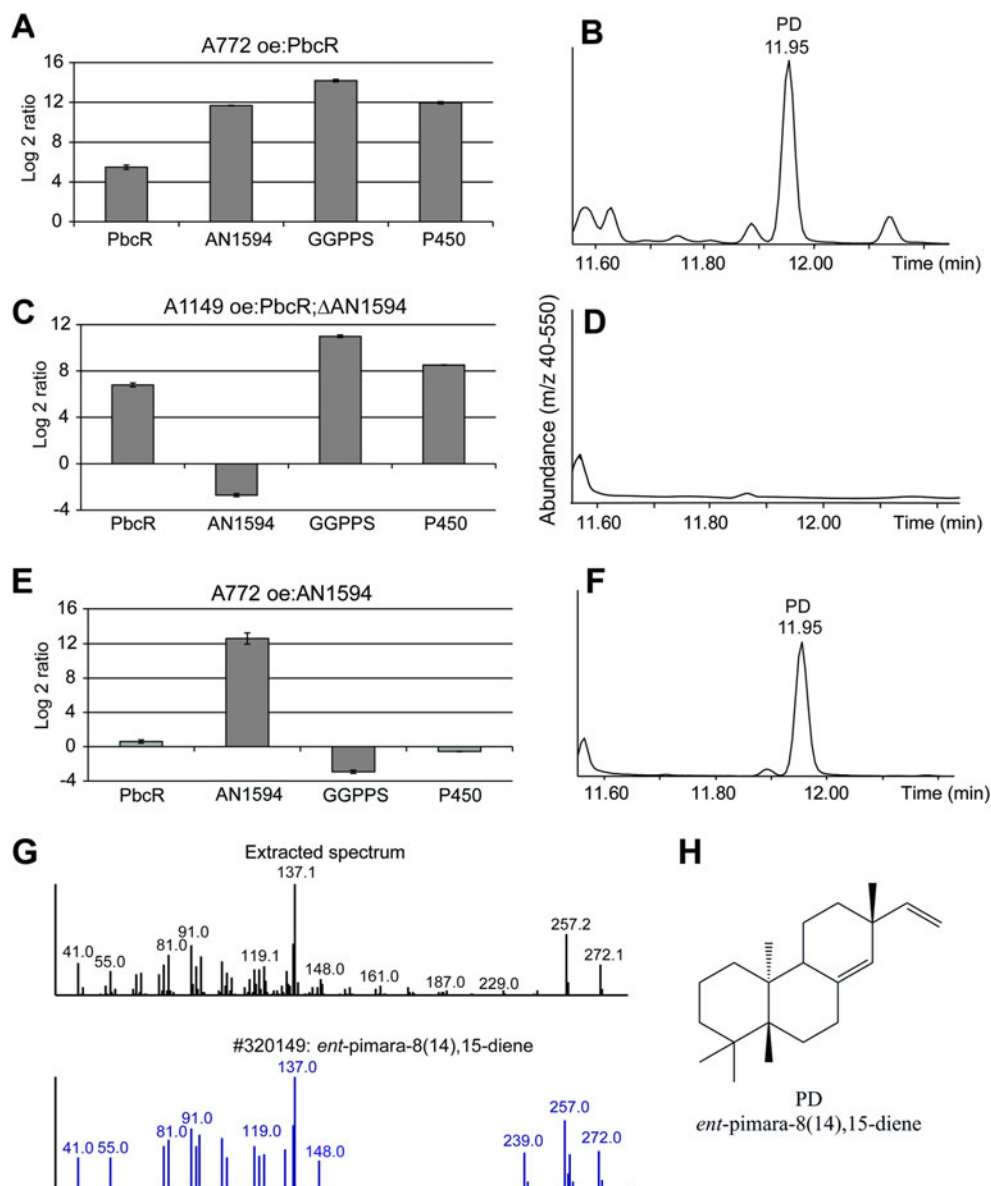 A
A772 oe:PbcR
Log 2 ratio
16
12
8
4
0
PbcR AN1594 GGPPS P450
B
PD
11.95
11.60 11.80 12.00 Time (min)
C
A1149 oe:PbcR;ΔAN1594
Log 2 ratio
12
8
4
0
-4
PbcR AN1594 GGPPS P450
D
Abundance (m/z 40-550)
11.60 11.80 12.00 Time (min)
E
A772 oe:AN1594
Log 2 ratio
16
12
8
4
0
-4
PbcR AN1594 GGPPS P450
F
PD
11.95
11.60 11.80 12.00 Time (min)
G
Extracted spectrum
137.1
41.0 55.0 81.0 91.0 119.1 148.0 161.0 187.0 229.0 257.2 272.1
#320149: ent-pimara-8(14),15-diene
137.0
41.0 55.0 81.0 91.0 119.0 148.0 239.0 257.0 272.0
H
PD
ent-pimara-8(14),15-diene